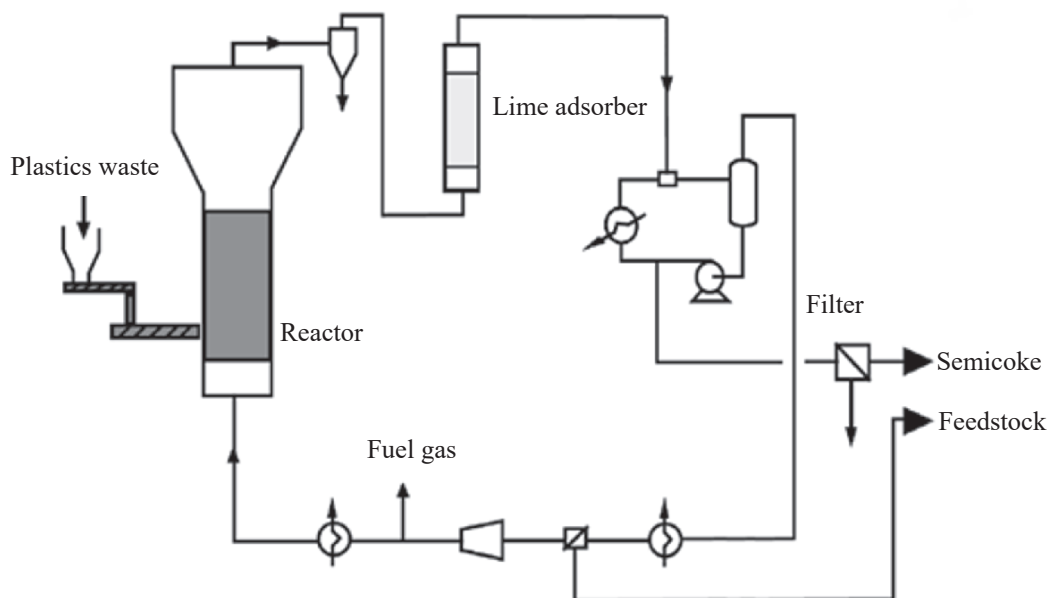 Lime adsorber
Plastics waste
Filter
Reactor
Semicoke
Feedstock
Fuel gas